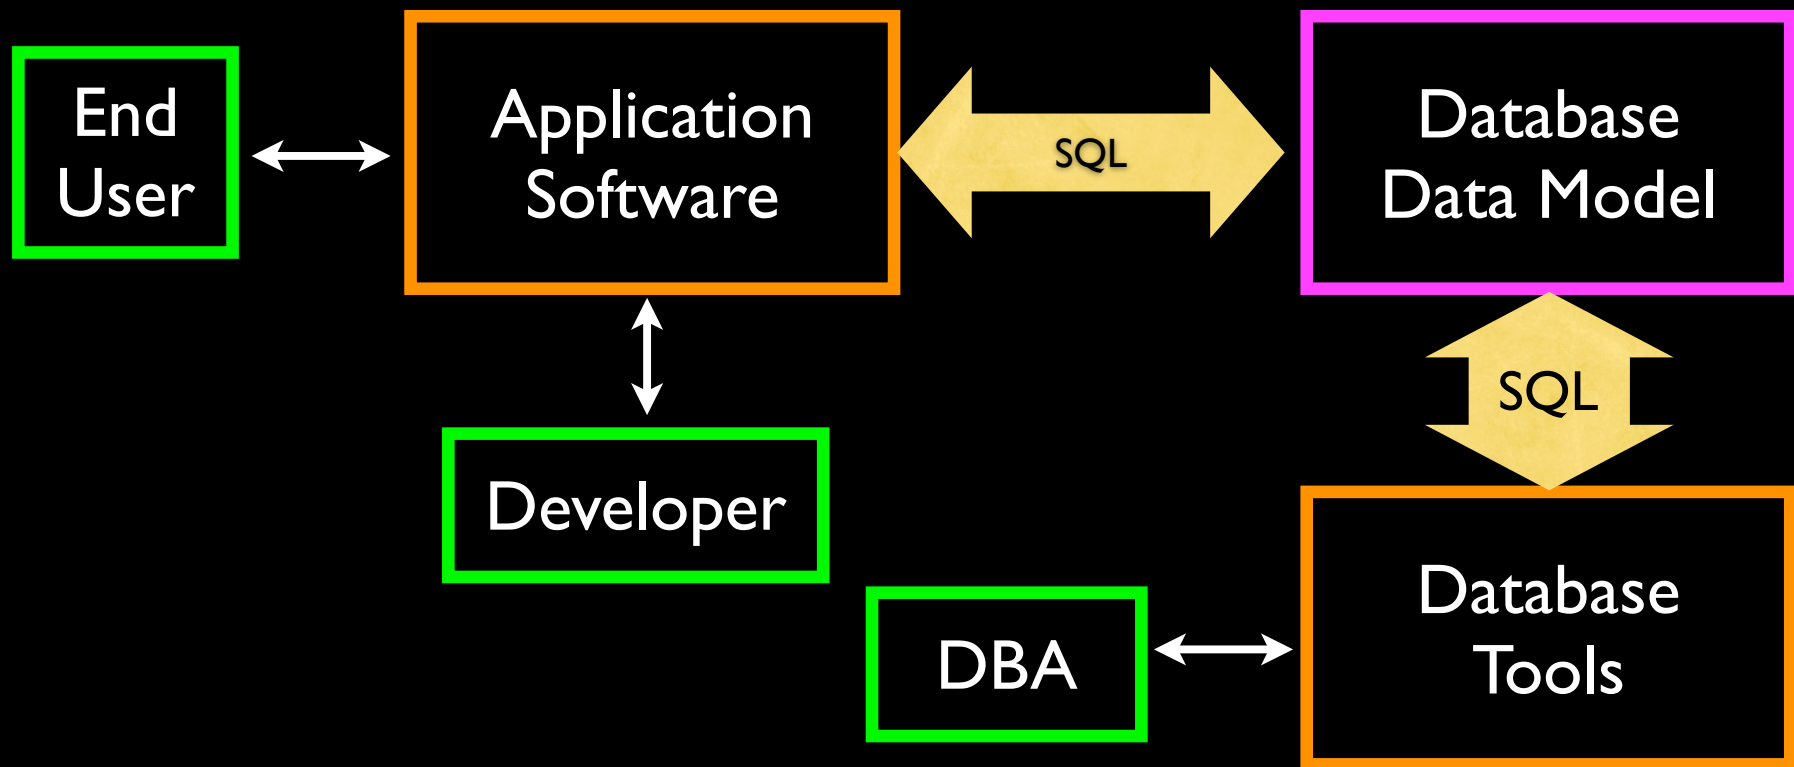 End
User
Application
Software
SQL
Database
Data Model
SQL
Developer
DBA
Database
Tools